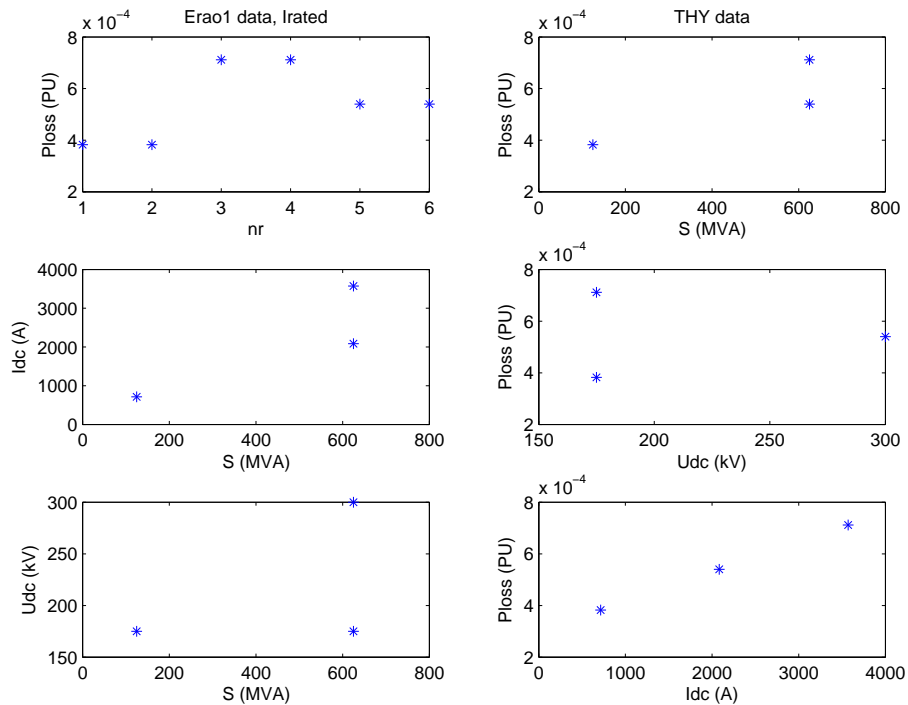 Erao1 data, Irated
x 10⁻⁴
8
6
4
2
Ploss (PU)
1 2 3 4 5 6
nr
THY data
x 10⁻⁴
8
6
4
2
Ploss (PU)
0 200 400 600 800
S (MVA)
4000
3000
2000
1000
0
Idc (A)
0 200 400 600 800
S (MVA)
x 10⁻⁴
8
6
4
2
Ploss (PU)
150 200 250 300
Udc (kV)
300
250
200
150
Udc (kV)
0 200 400 600 800
S (MVA)
x 10⁻⁴
8
6
4
2
Ploss (PU)
0 1000 2000 3000 4000
Idc (A)